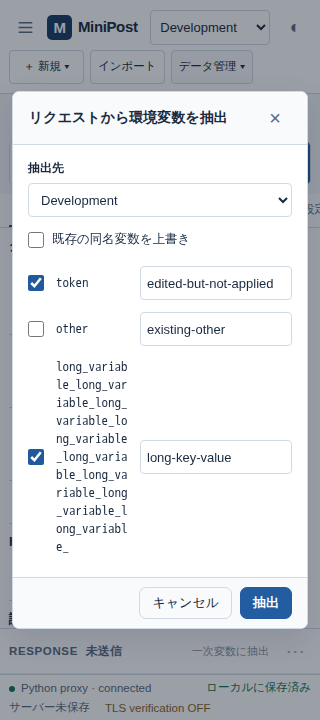 M MiniPost Development
＋ 新規 ▾ インポート データ管理 ▾
リクエストから環境変数を抽出 ×
抽出先
Development
既存の同名変数を上書き
token edited-but-not-applied
other existing-other
long_variab
le_long_var
iable_long_
variable_lo
ng_variable
_long_varia
ble_long_va
riable_long
_variable_l
ong_variabl
e_
long-key-value
キャンセル 抽出
RESPONSE 未送信 一次変数に抽出 ···
Python proxy · connected ローカルに保存済み
サーバー未保存 TLS verification OFF